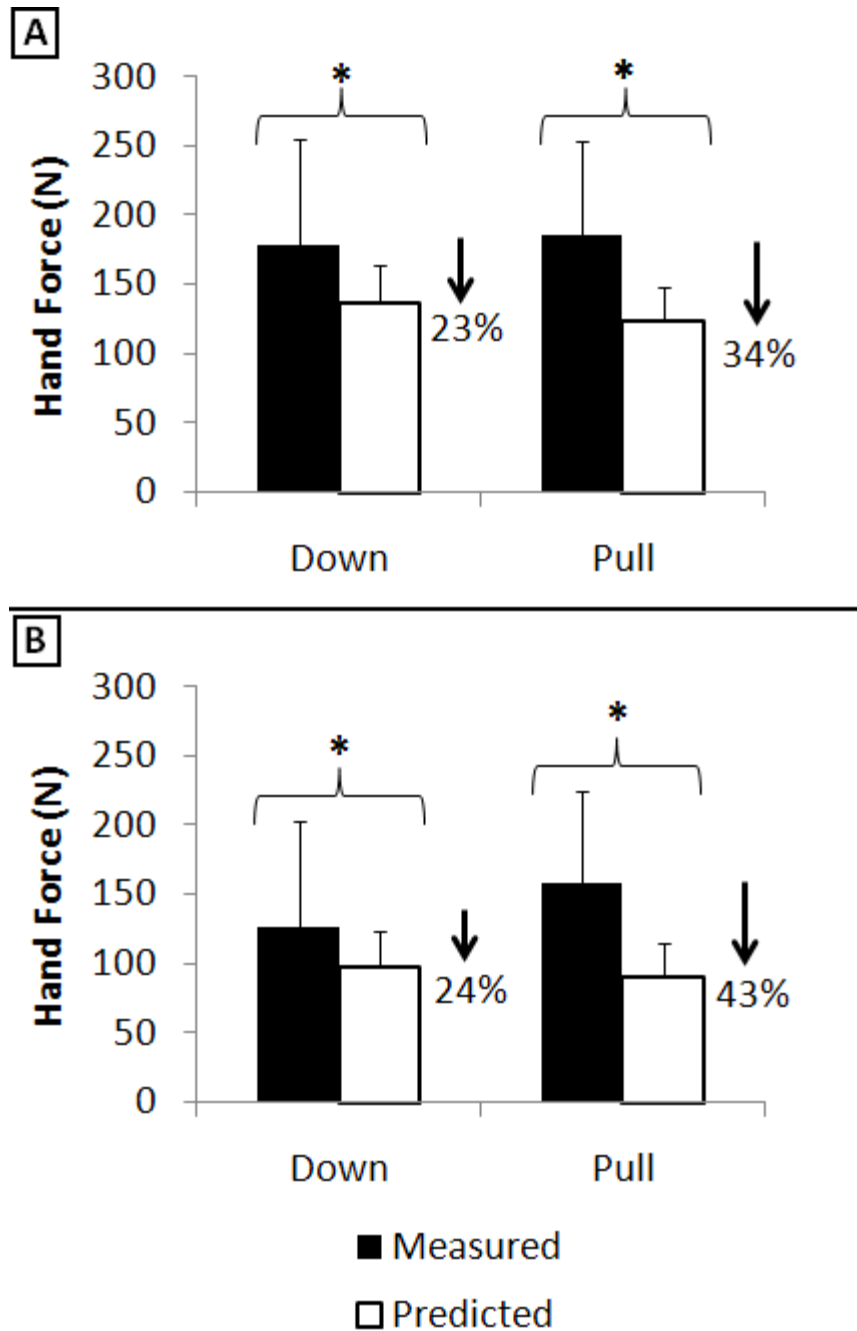 A
Hand Force (N)
300
250
200
150
100
50
0
*
*
23%
34%
Down Pull
B
Hand Force (N)
300
250
200
150
100
50
0
*
*
24%
43%
Down Pull
Measured
Predicted